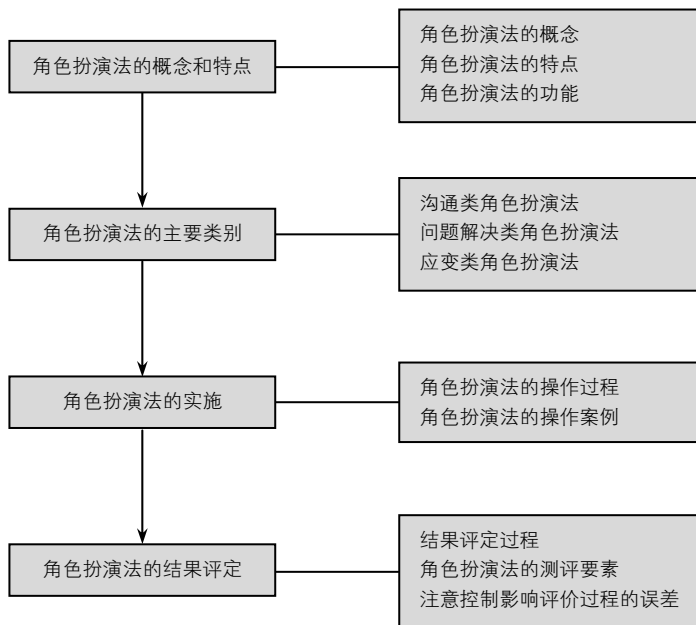 角色扮演法的概念和特点
角色扮演法的概念
角色扮演法的特点
角色扮演法的功能
角色扮演法的主要类别
沟通类角色扮演法
问题解决类角色扮演法
应变类角色扮演法
角色扮演法的实施
角色扮演法的操作过程
角色扮演法的操作案例
角色扮演法的结果评定
结果评定过程
角色扮演法的测评要素
注意控制影响评价过程的误差